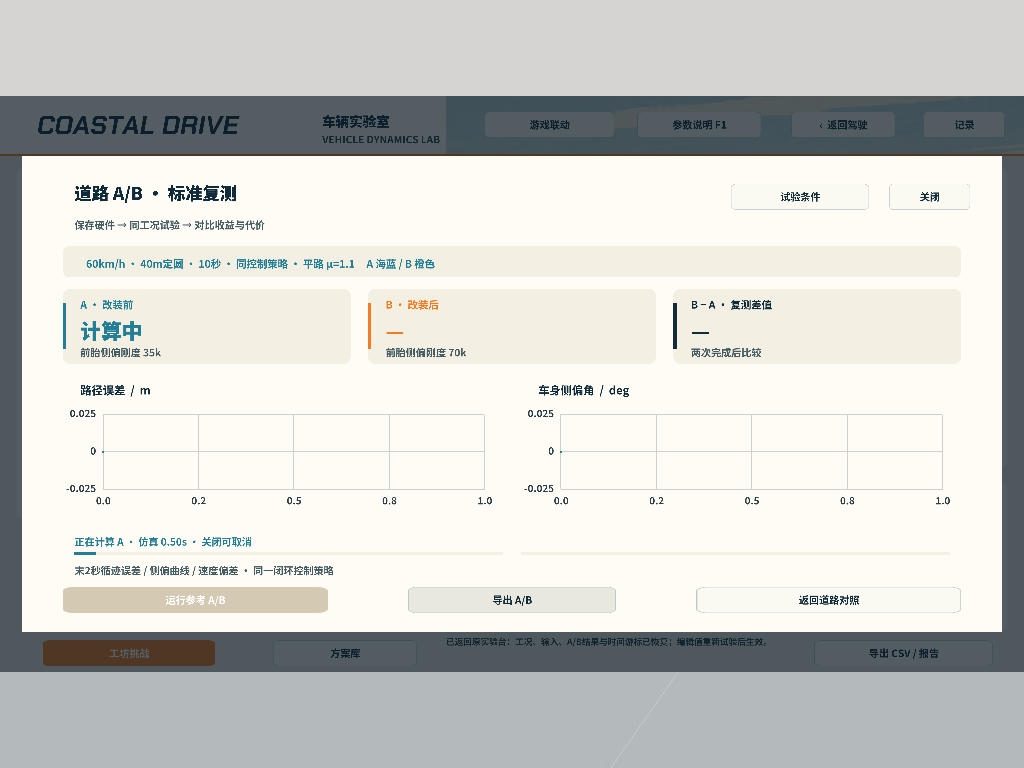 COASTAL DRIVE
车辆实验室
VEHICLE DYNAMICS LAB
游戏联动
参数说明 F1
‹ 返回驾驶
记录
道路 A/B · 标准复测
试验条件
关闭
保存硬件 → 同工况试验 → 对比收益与代价
60km/h · 40m定圆 · 10秒 · 同控制策略 · 平路 μ=1.1 A 海蓝 / B 橙色
A · 改装前
计算中
前胎侧偏刚度 35k
B · 改装后
—
前胎侧偏刚度 70k
B − A · 复测差值
—
两次完成后比较
路径误差 / m
0.025
0
-0.025
0.0 0.2 0.5 0.8 1.0
车身侧偏角 / deg
0.025
0
-0.025
0.0 0.2 0.5 0.8 1.0
正在计算 A · 仿真 0.50s · 关闭可取消
末2秒循迹误差 / 侧偏曲线 / 速度偏差 · 同一闭环控制策略
运行参考 A/B
导出 A/B
返回道路对照
工坊挑战
方案库
已返回原实验台：工况、输入、A/B结果与时间游标已恢复；编辑值重新试验后生效。
导出 CSV / 报告